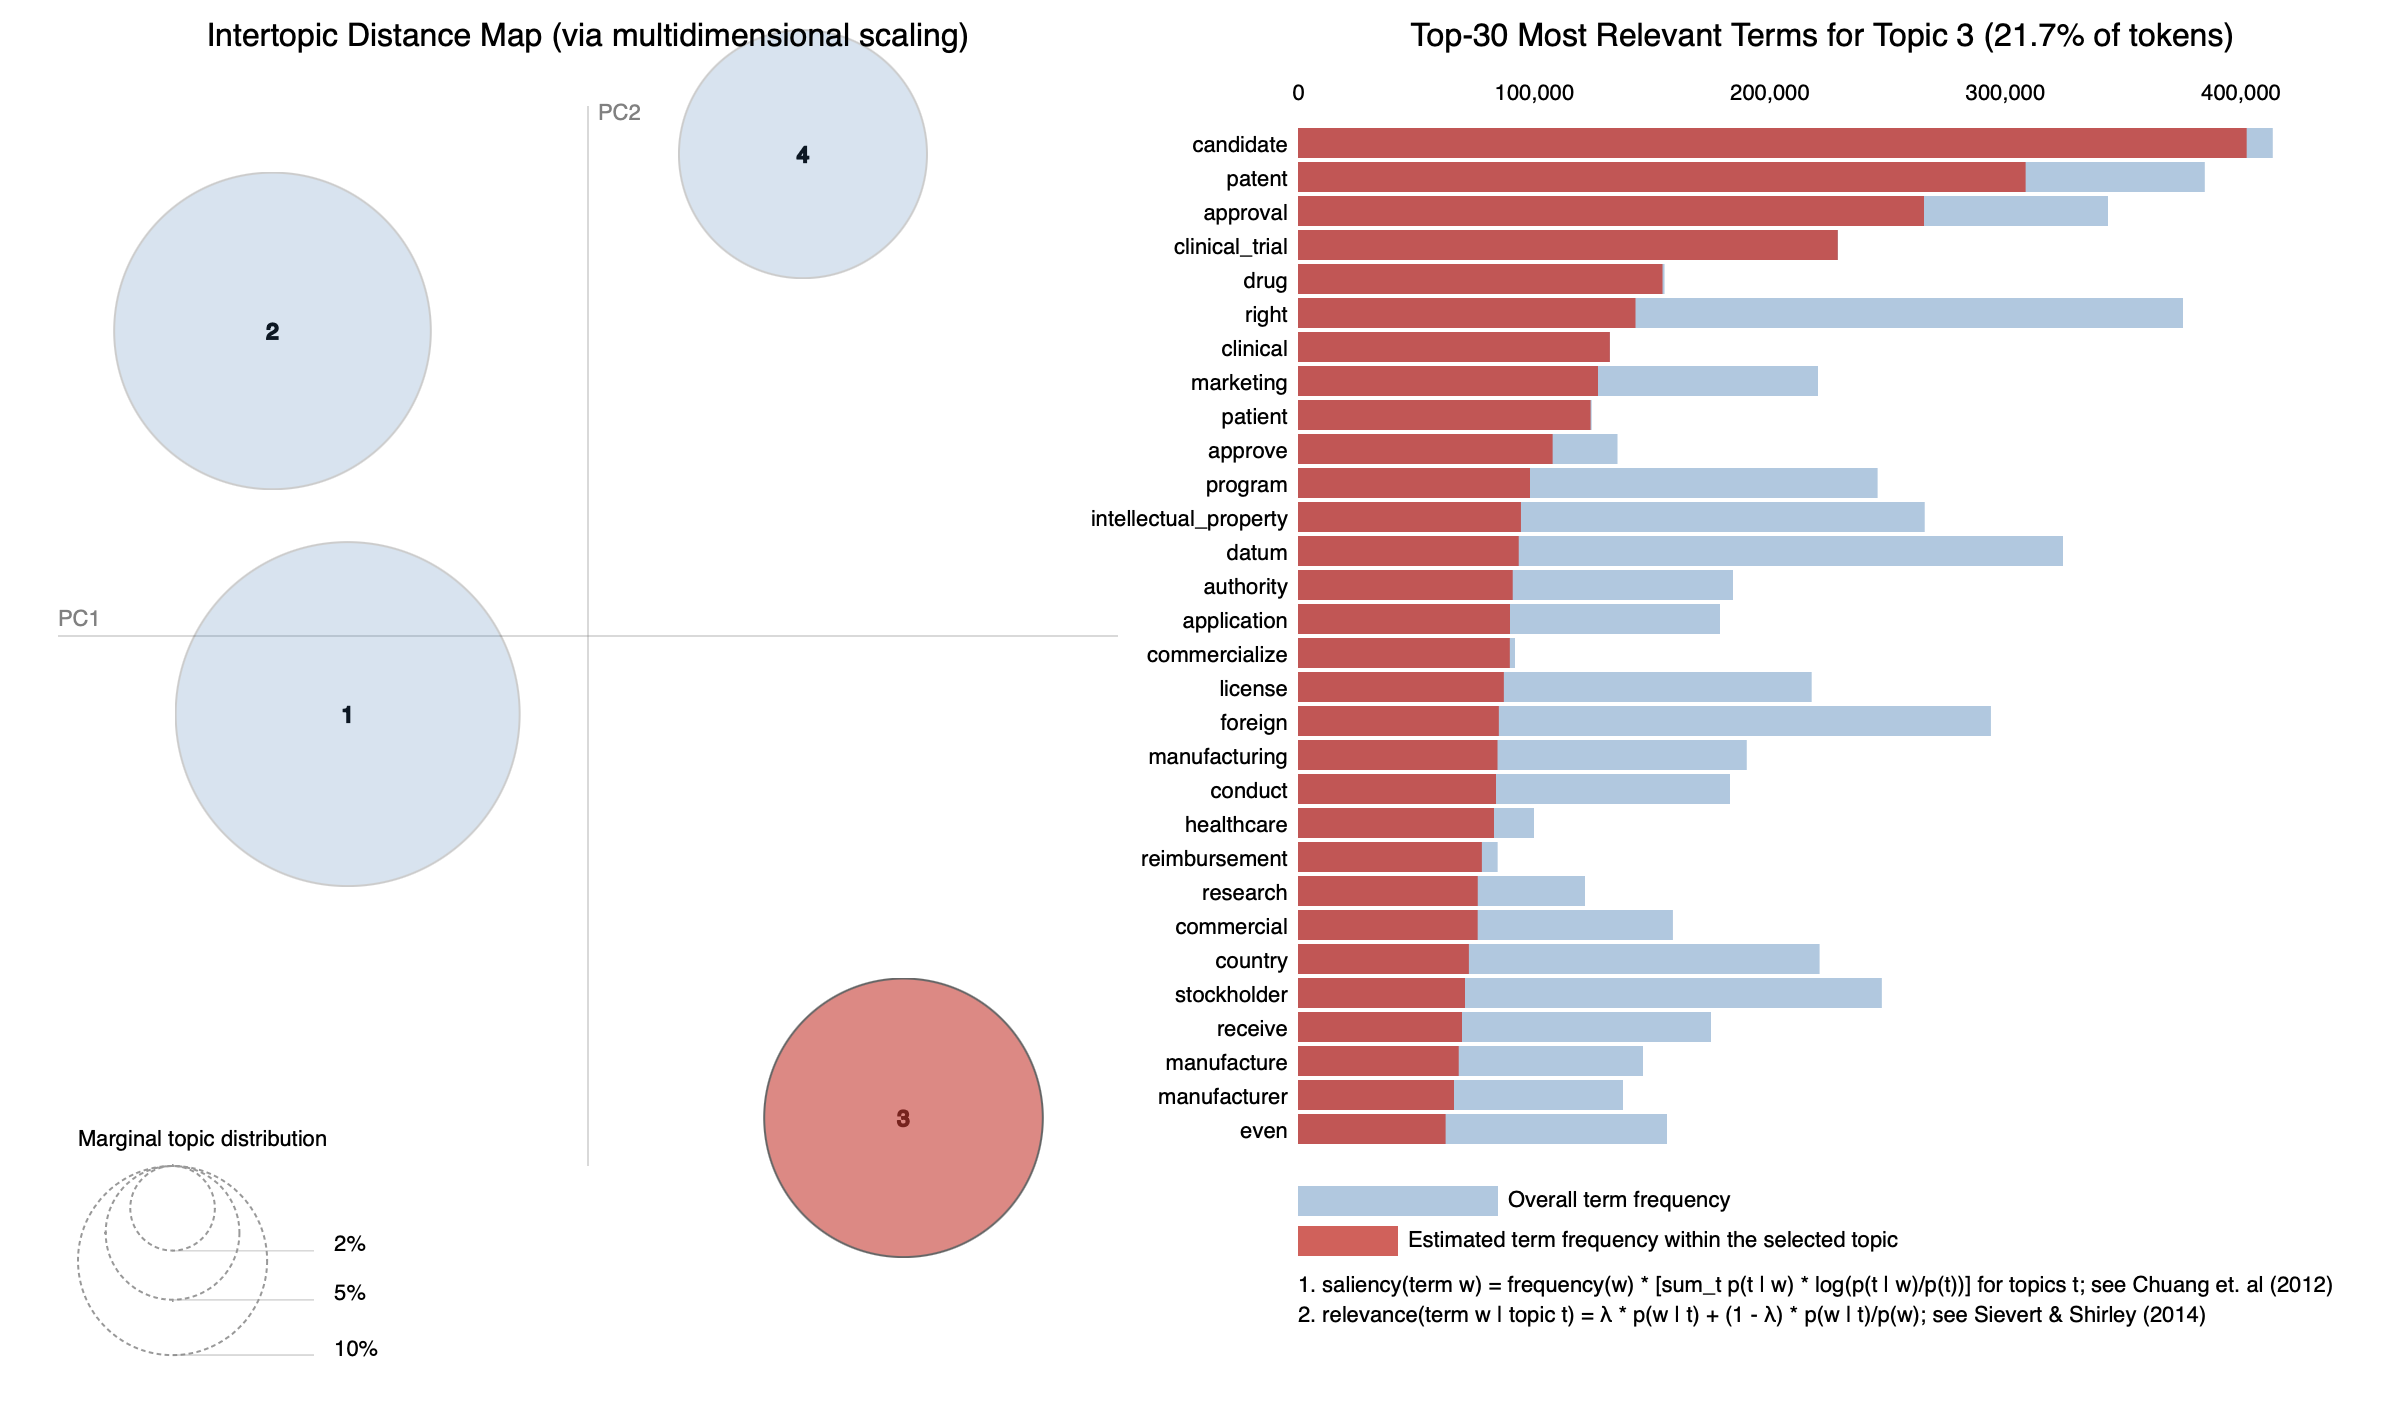 Intertopic Distance Map (via multidimensional scaling)
PC2
4
2
PC1
1
3
Marginal topic distribution
2%
5%
10%
Top-30 Most Relevant Terms for Topic 3 (21.7% of tokens)
0 100,000 200,000 300,000 400,000
candidate
patent
approval
clinical_trial
drug
right
clinical
marketing
patient
approve
program
intellectual_property
datum
authority
application
commercialize
license
foreign
manufacturing
conduct
healthcare
reimbursement
research
commercial
country
stockholder
receive
manufacture
manufacturer
even
Overall term frequency
Estimated term frequency within the selected topic
1. saliency(term w) = frequency(w) * [sum_t p(t | w) * log(p(t | w)/p(t))] for topics t; see Chuang et. al (2012)
2. relevance(term w | topic t) = λ * p(w | t) + (1 - λ) * p(w | t)/p(w); see Sievert & Shirley (2014)